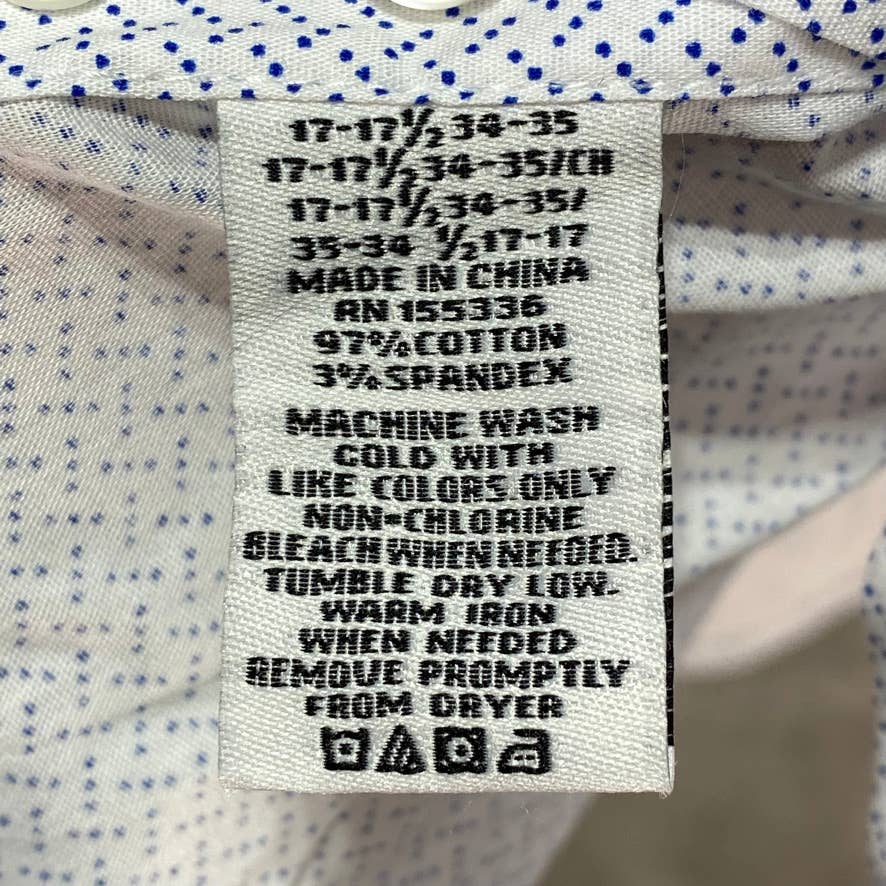 17-17½ 34-35
17-17½ 34-35/CH
17-17½ 34-35/
35-34 ½17-17
MADE IN CHINA
RN 155336
97% COTTON
3% SPANDEX
MACHINE WASH
COLD WITH
LIKE COLORS ONLY
NON-CHLORINE
BLEACH WHEN NEEDED.
TUMBLE DRY LOW.
WARM IRON
WHEN NEEDED
REMOVE PROMPTLY
FROM DRYER